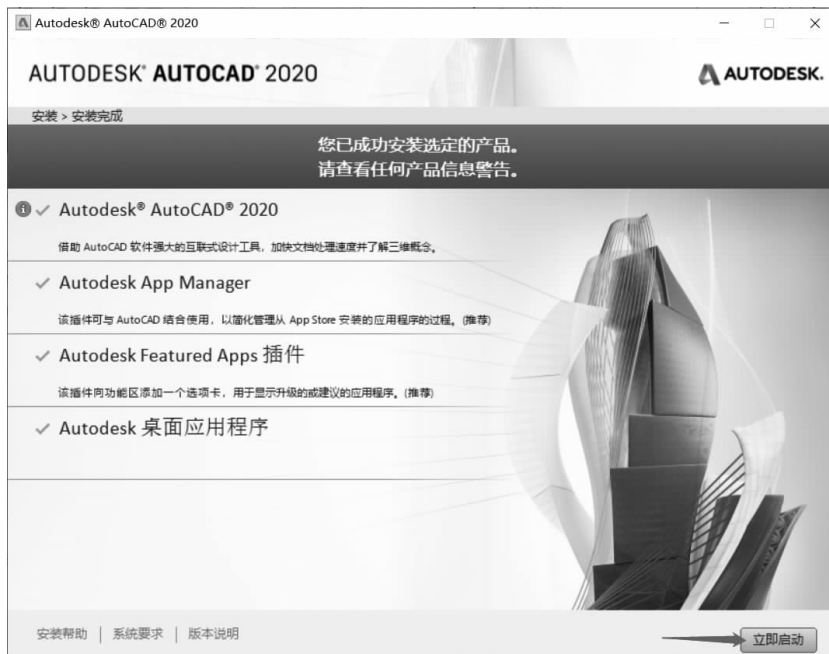 Autodesk® AutoCAD® 2020
AUTODESK® AUTOCAD® 2020
AUTODESK.
安装 > 安装完成
您已成功安装选定的产品。
请查看任何产品信息警告。
Autodesk® AutoCAD® 2020
借助 AutoCAD 软件强大的互联式设计工具，加快文档处理速度并了解三维概念。
Autodesk App Manager
该插件可与 AutoCAD 结合使用，以简化管理从 App Store 安装的应用程序的过程。(推荐)
Autodesk Featured Apps 插件
该插件向功能区添加一个选项卡，用于显示升级的或建议的应用程序。(推荐)
Autodesk 桌面应用程序
安装帮助 | 系统要求 | 版本说明
立即启动